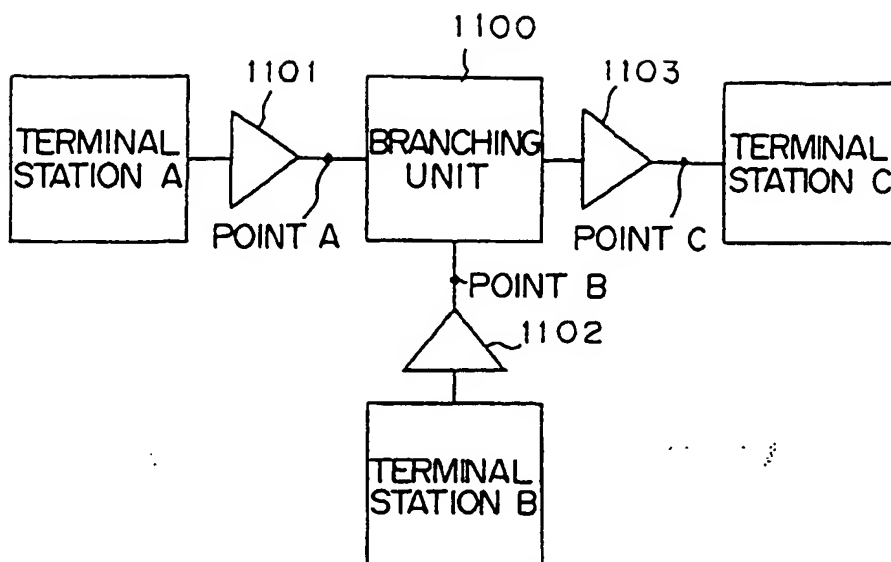 1100
1101
1103
TERMINAL
STATION A
BRANCHING
UNIT
TERMINAL
STATION C
POINT A
POINT C
POINT B
1102
TERMINAL
STATION B